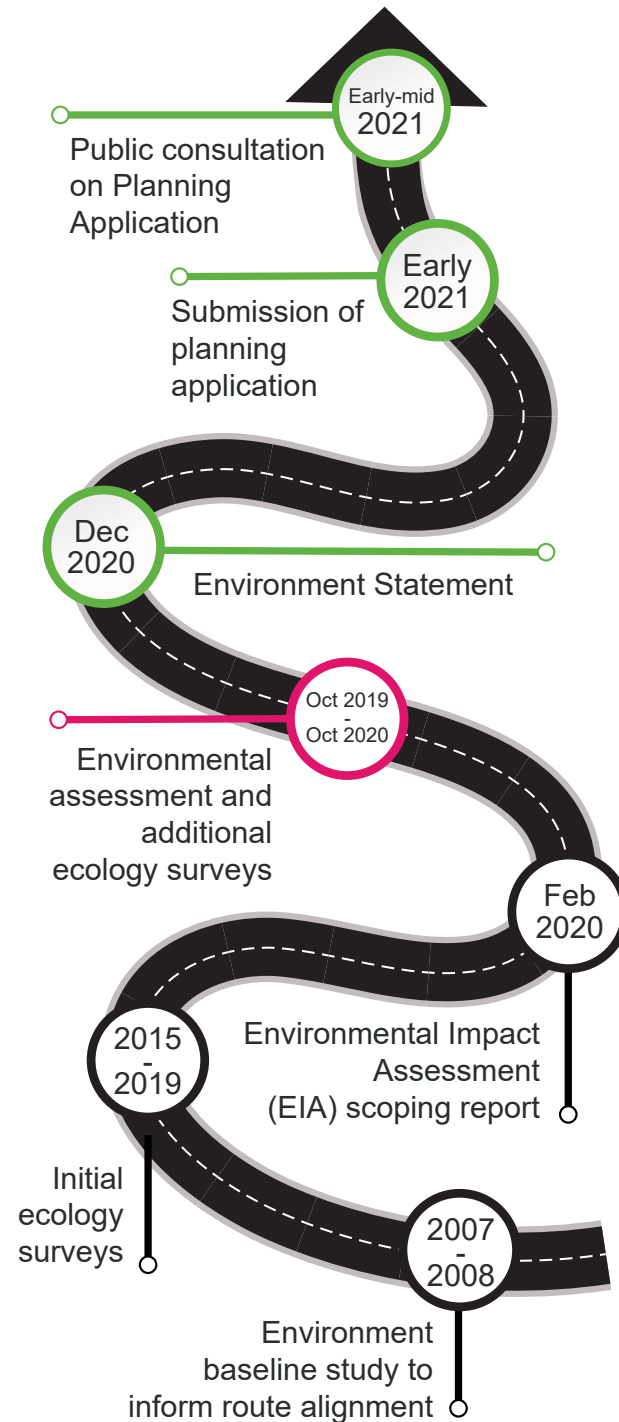 Early-mid
2021
Public consultation
on Planning
Application
Early
2021
Submission of
planning
application
Dec
2020
Environment Statement
Oct 2019
-
Oct 2020
Environmental
assessment and
additional
ecology surveys
Feb
2020
Environmental Impact
Assessment
(EIA) scoping report
2015
-
2019
Initial
ecology
surveys
2007
-
2008
Environment
baseline study to
inform route alignment